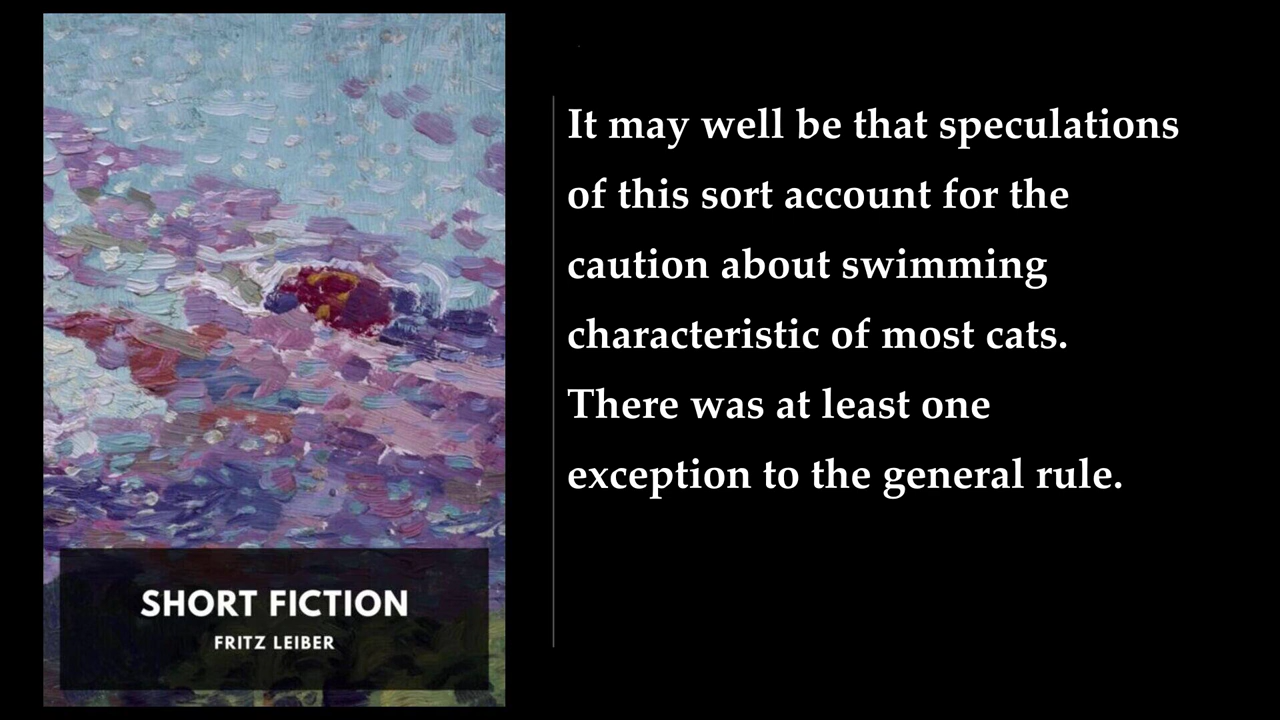 It may well be that speculations
of this sort account for the
caution about swimming
characteristic of most cats.
There was at least one
exception to the general rule.
SHORT FICTION
FRITZ LEIBER